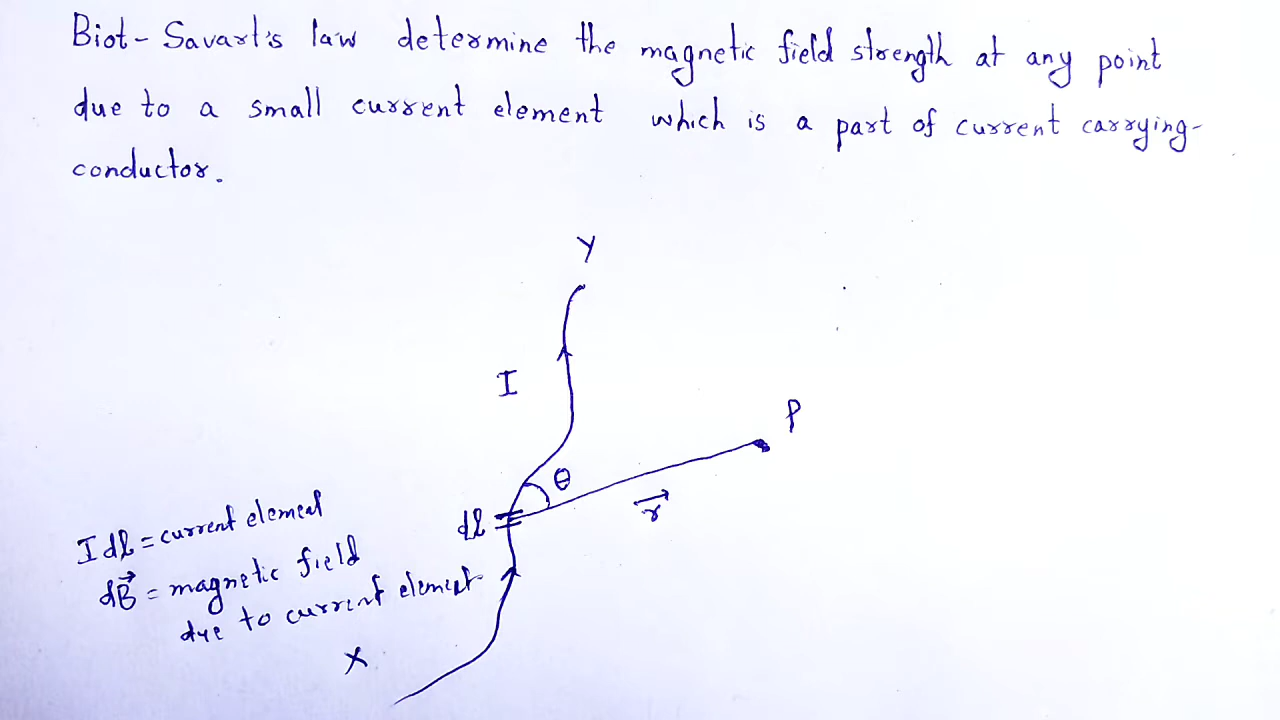 Biot-Savart's law determine the magnetic field strength at any point
due to a small current element which is a part of current carrying-
conductor.
Y
I
P
θ
r⃗
dl
I dl = current element
dB⃗ = magnetic field
due to current element
X